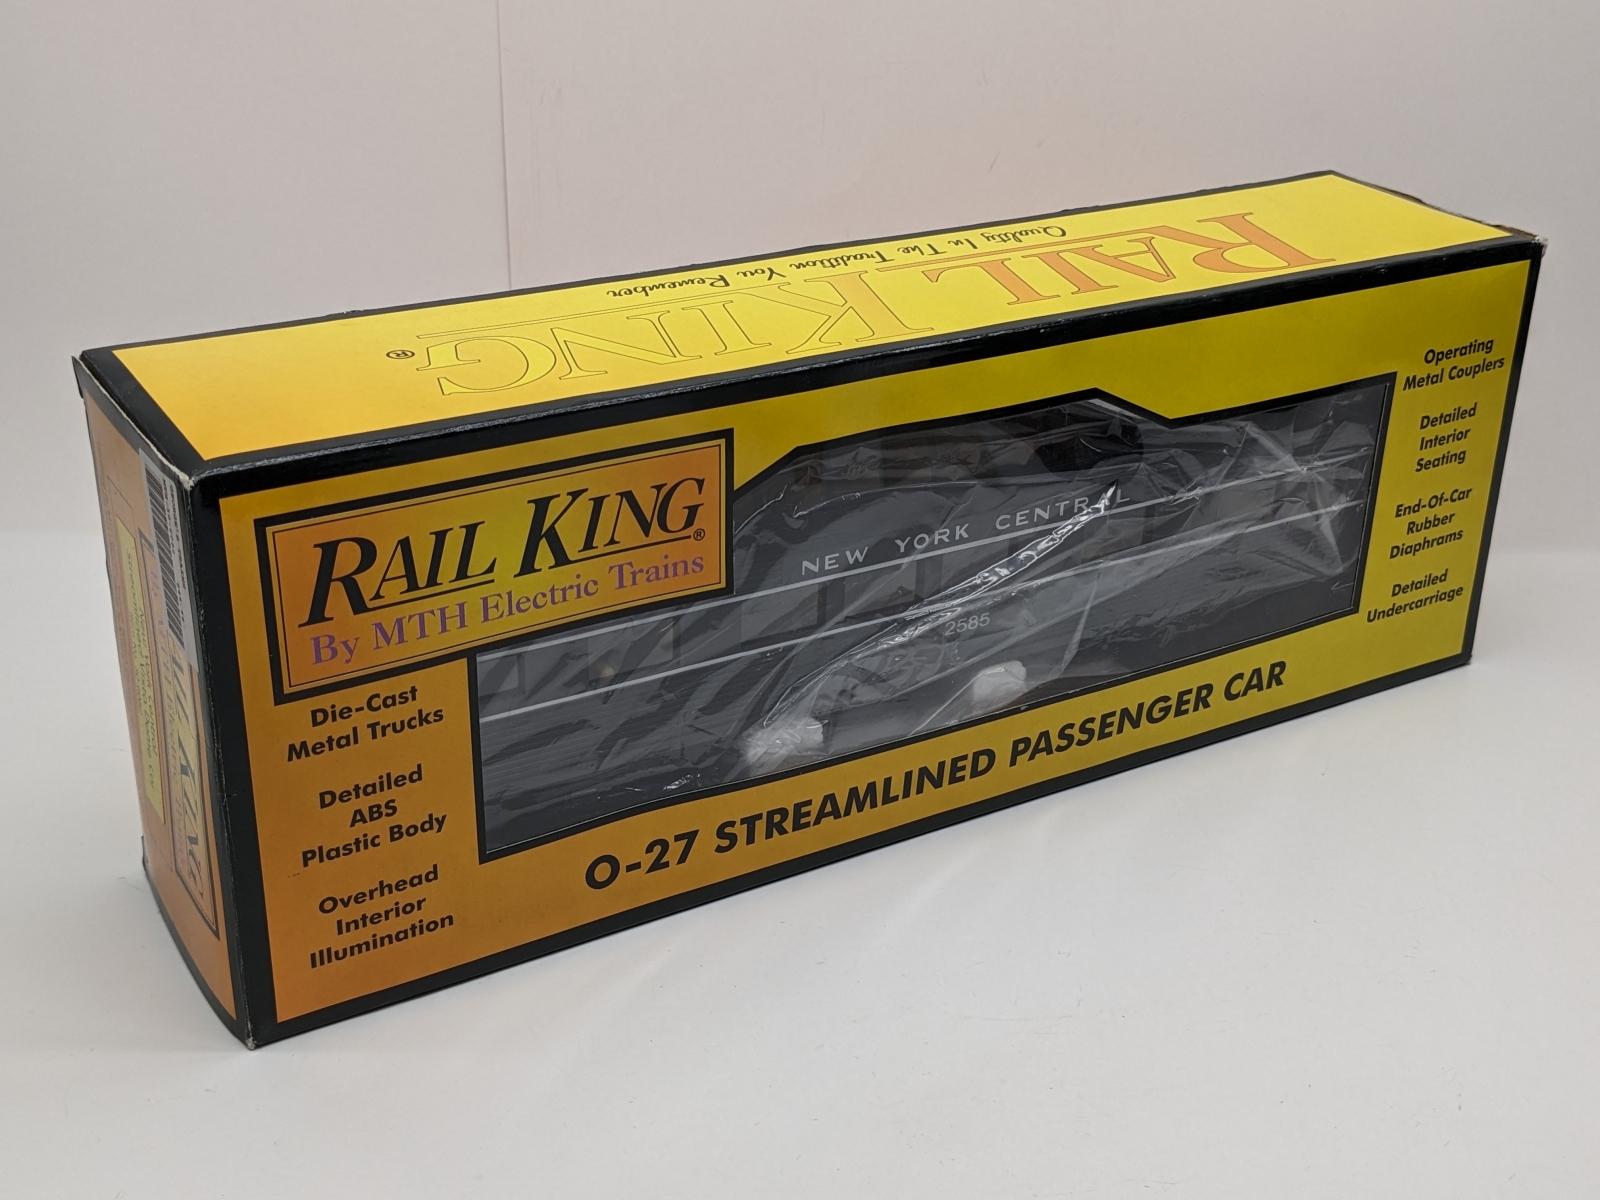 RAIL KING®
Quality In The Tradition You Remember
RAIL KING®
By MTH Electric Trains
Die-Cast
Metal Trucks
Detailed
ABS
Plastic Body
Overhead
Interior
Illumination
NEW YORK CENTRAL
2585
O-27 STREAMLINED PASSENGER CAR
Operating
Metal Couplers
Detailed
Interior
Seating
End-Of-Car
Rubber
Diaphrams
Detailed
Undercarriage
RAIL KING